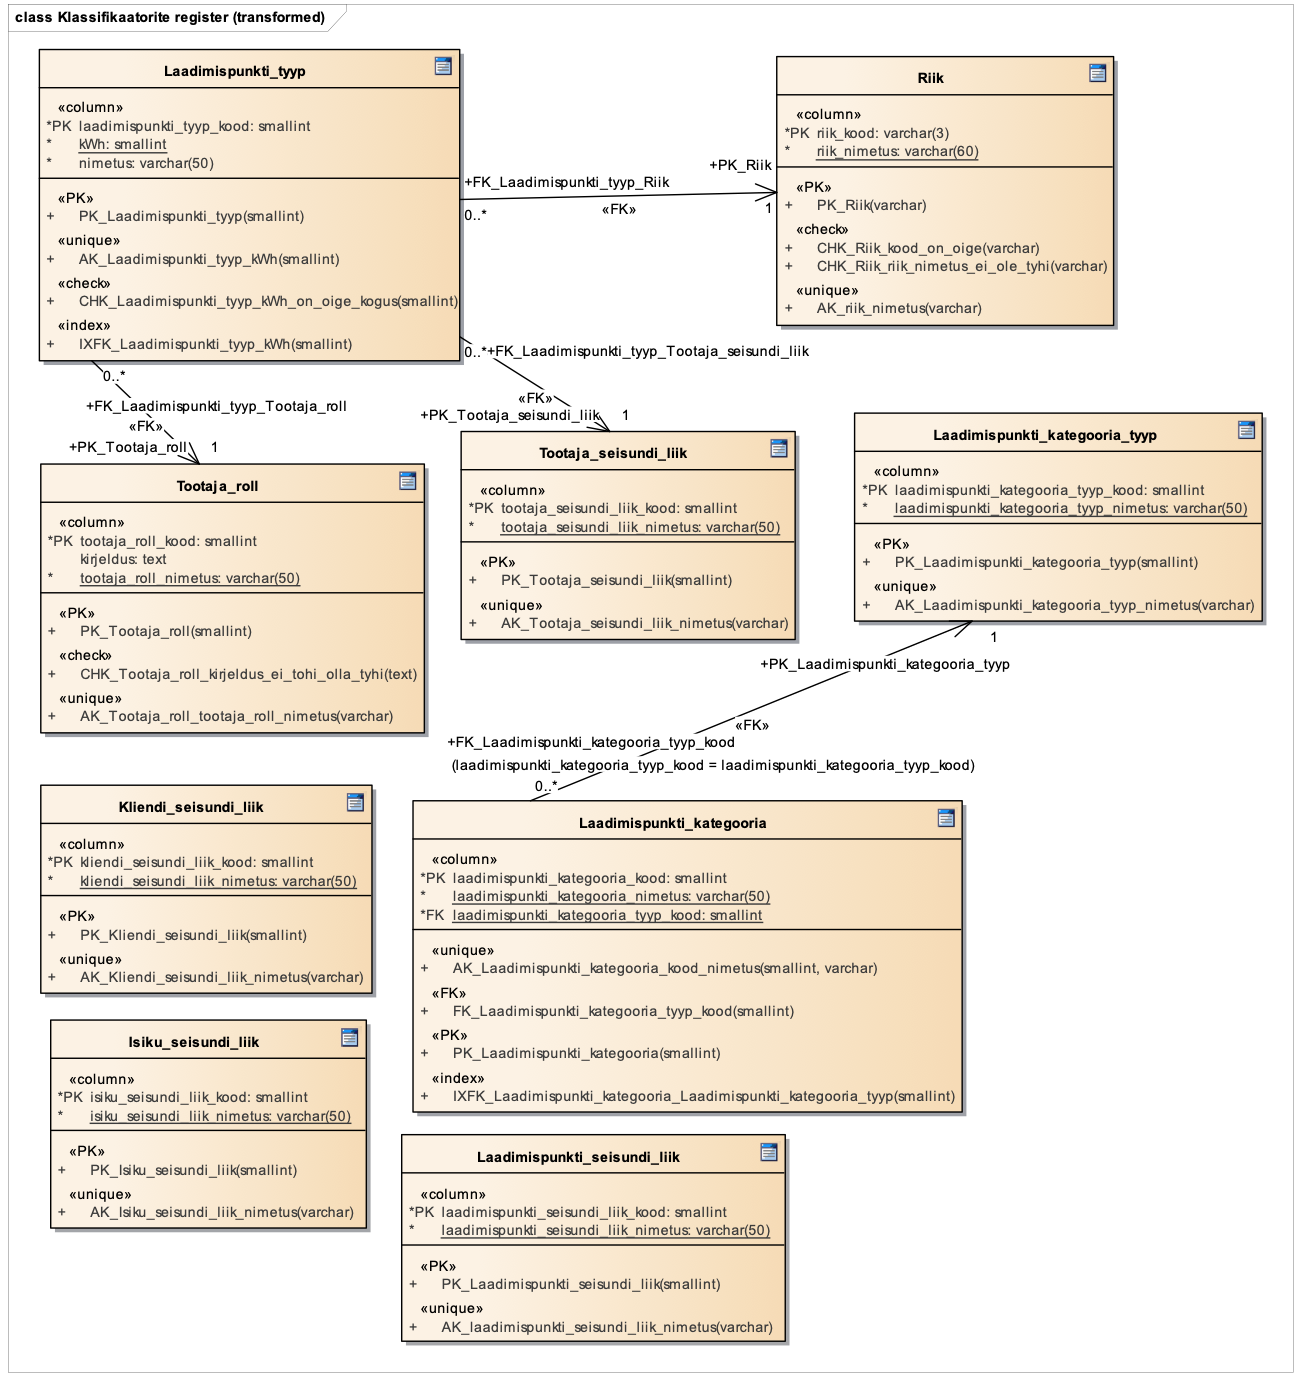 class Klassifikaatorite register (transformed)
Laadimispunkti_tyyp
«column»
*PK laadimispunkti_tyyp_kood: smallint
* kWh: smallint
* nimetus: varchar(50)
«PK»
+ PK_Laadimispunkti_tyyp(smallint)
«unique»
+ AK_Laadimispunkti_tyyp_kWh(smallint)
«check»
+ CHK_Laadimispunkti_tyyp_kWh_on_oige_kogus(smallint)
«index»
+ IXFK_Laadimispunkti_tyyp_kWh(smallint)
+FK_Laadimispunkti_tyyp_Riik
0..*
«FK»
+PK_Riik
1
Riik
«column»
*PK riik_kood: varchar(3)
* riik_nimetus: varchar(60)
«PK»
+ PK_Riik(varchar)
«check»
+ CHK_Riik_kood_on_oige(varchar)
+ CHK_Riik_riik_nimetus_ei_ole_tyhi(varchar)
«unique»
+ AK_riik_nimetus(varchar)
0..*
+FK_Laadimispunkti_tyyp_Tootaja_roll
«FK»
+PK_Tootaja_roll
1
0..*
+FK_Laadimispunkti_tyyp_Tootaja_seisundi_liik
«FK»
+PK_Tootaja_seisundi_liik
1
Tootaja_roll
«column»
*PK tootaja_roll_kood: smallint
kirjeldus: text
* tootaja_roll_nimetus: varchar(50)
«PK»
+ PK_Tootaja_roll(smallint)
«check»
+ CHK_Tootaja_roll_kirjeldus_ei_tohi_olla_tyhi(text)
«unique»
+ AK_Tootaja_roll_tootaja_roll_nimetus(varchar)
Tootaja_seisundi_liik
«column»
*PK tootaja_seisundi_liik_kood: smallint
* tootaja_seisundi_liik_nimetus: varchar(50)
«PK»
+ PK_Tootaja_seisundi_liik(smallint)
«unique»
+ AK_Tootaja_seisundi_liik_nimetus(varchar)
Laadimispunkti_kategooria_tyyp
«column»
*PK laadimispunkti_kategooria_tyyp_kood: smallint
* laadimispunkti_kategooria_tyyp_nimetus: varchar(50)
«PK»
+ PK_Laadimispunkti_kategooria_tyyp(smallint)
«unique»
+ AK_Laadimispunkti_kategooria_tyyp_nimetus(varchar)
1
+PK_Laadimispunkti_kategooria_tyyp
«FK»
+FK_Laadimispunkti_kategooria_tyyp_kood
(laadimispunkti_kategooria_tyyp_kood = laadimispunkti_kategooria_tyyp_kood)
0..*
Kliendi_seisundi_liik
«column»
*PK kliendi_seisundi_liik_kood: smallint
* kliendi_seisundi_liik_nimetus: varchar(50)
«PK»
+ PK_Kliendi_seisundi_liik(smallint)
«unique»
+ AK_Kliendi_seisundi_liik_nimetus(varchar)
Laadimispunkti_kategooria
«column»
*PK laadimispunkti_kategooria_kood: smallint
* laadimispunkti_kategooria_nimetus: varchar(50)
*FK laadimispunkti_kategooria_tyyp_kood: smallint
«unique»
+ AK_Laadimispunkti_kategooria_kood_nimetus(smallint, varchar)
«FK»
+ FK_Laadimispunkti_kategooria_tyyp_kood(smallint)
«PK»
+ PK_Laadimispunkti_kategooria(smallint)
«index»
+ IXFK_Laadimispunkti_kategooria_Laadimispunkti_kategooria_tyyp(smallint)
Isiku_seisundi_liik
«column»
*PK isiku_seisundi_liik_kood: smallint
* isiku_seisundi_liik_nimetus: varchar(50)
«PK»
+ PK_Isiku_seisundi_liik(smallint)
«unique»
+ AK_Isiku_seisundi_liik_nimetus(varchar)
Laadimispunkti_seisundi_liik
«column»
*PK laadimispunkti_seisundi_liik_kood: smallint
* laadimispunkti_seisundi_liik_nimetus: varchar(50)
«PK»
+ PK_Laadimispunkti_seisundi_liik(smallint)
«unique»
+ AK_laadimispunkti_seisundi_liik_nimetus(varchar)